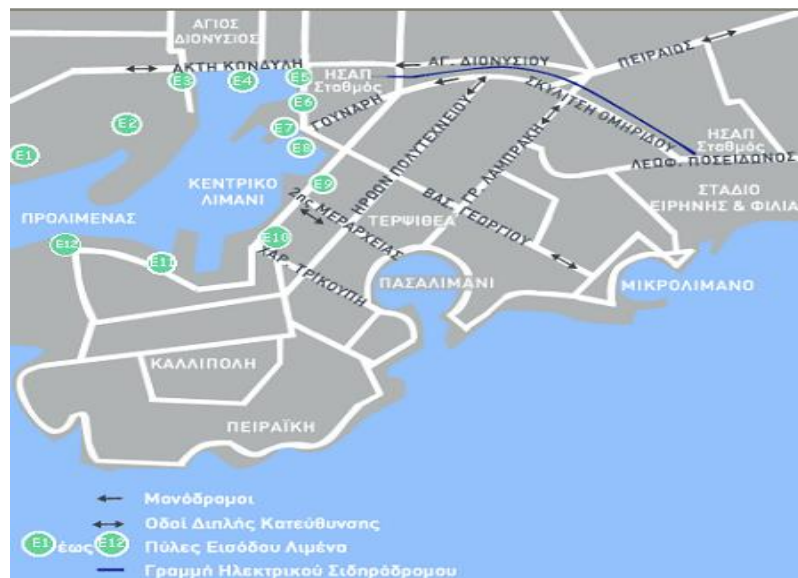 ΑΓΙΟΣ
ΔΙΟΝΥΣΙΟΣ
ΑΚΤΗ ΚΟΝΔΥΛΗ
ΑΓ. ΔΙΟΝΥΣΙΟΥ
ΠΕΙΡΑΙΩΣ
E3
E4
E5
ΗΣΑΠ
Σταθμός
E6
ΓΟΥΝΑΡΗ
ΣΚΥΛΙΤΣΗ ΟΜΗΡΙΔΟΥ
E2
E7
E8
E1
ΗΣΑΠ
Σταθμός
ΛΕΩΦ. ΠΟΣΕΙΔΩΝΟΣ
ΗΡΩΩΝ ΠΟΛΥΤΕΧΝΕΙΟΥ
ΓΡ. ΛΑΜΠΡΑΚΗ
ΚΕΝΤΡΙΚΟ
ΛΙΜΑΝΙ
E9
2ης ΜΕΡΑΡΧΕΙΑΣ
ΤΕΡΨΙΘΕΑ
ΒΑΣ. ΓΕΩΡΓΙΟΥ
ΣΤΑΔΙΟ
ΕΙΡΗΝΗΣ & ΦΙΛΙΑ
ΠΡΟΛΙΜΕΝΑΣ
E12
E11
E10
ΧΑΡ. ΤΡΙΚΟΥΠΗ
ΠΑΣΑΛΙΜΑΝΙ
ΜΙΚΡΟΛΙΜΑΝΟ
ΚΑΛΛΙΠΟΛΗ
ΠΕΙΡΑΪΚΗ
Μονόδρομοι
Οδοί Διπλής Κατεύθυνσης
E1 έως E12 Πύλες Εισόδου Λιμένα
Γραμμή Ηλεκτρικού Σιδηρόδρομου